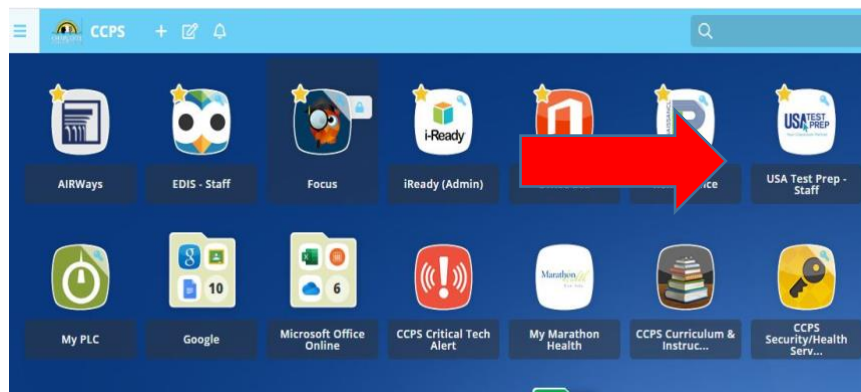 CCPS
AIRWays
EDIS - Staff
Focus
i-Ready
iReady (Admin)
USA TEST PREP
USA Test Prep - Staff
My PLC
10
Google
6
Microsoft Office Online
CCPS Critical Tech Alert
Marathon
My Marathon Health
CCPS Curriculum & Instruc...
CCPS Security/Health Serv...